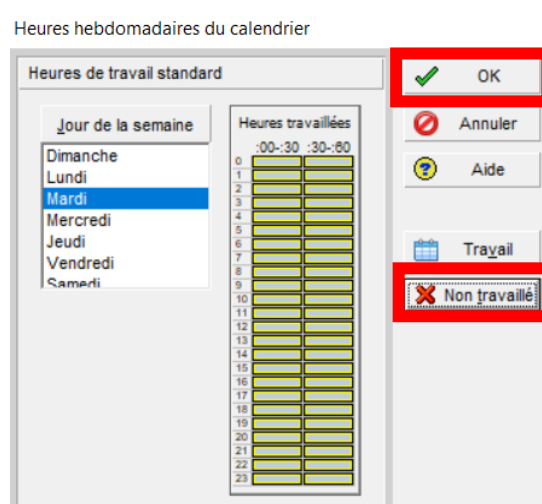 Heures hebdomadaires du calendrier
Heures de travail standard
OK
Jour de la semaine
Heures travaillées
Annuler
:00-:30 :30-:60
Dimanche
Lundi
Mardi
Mercredi
Jeudi
Vendredi
Samedi
0
1
2
3
4
5
6
7
8
9
10
11
12
13
14
15
16
17
18
19
20
21
22
23
Aide
Travail
Non travaillé